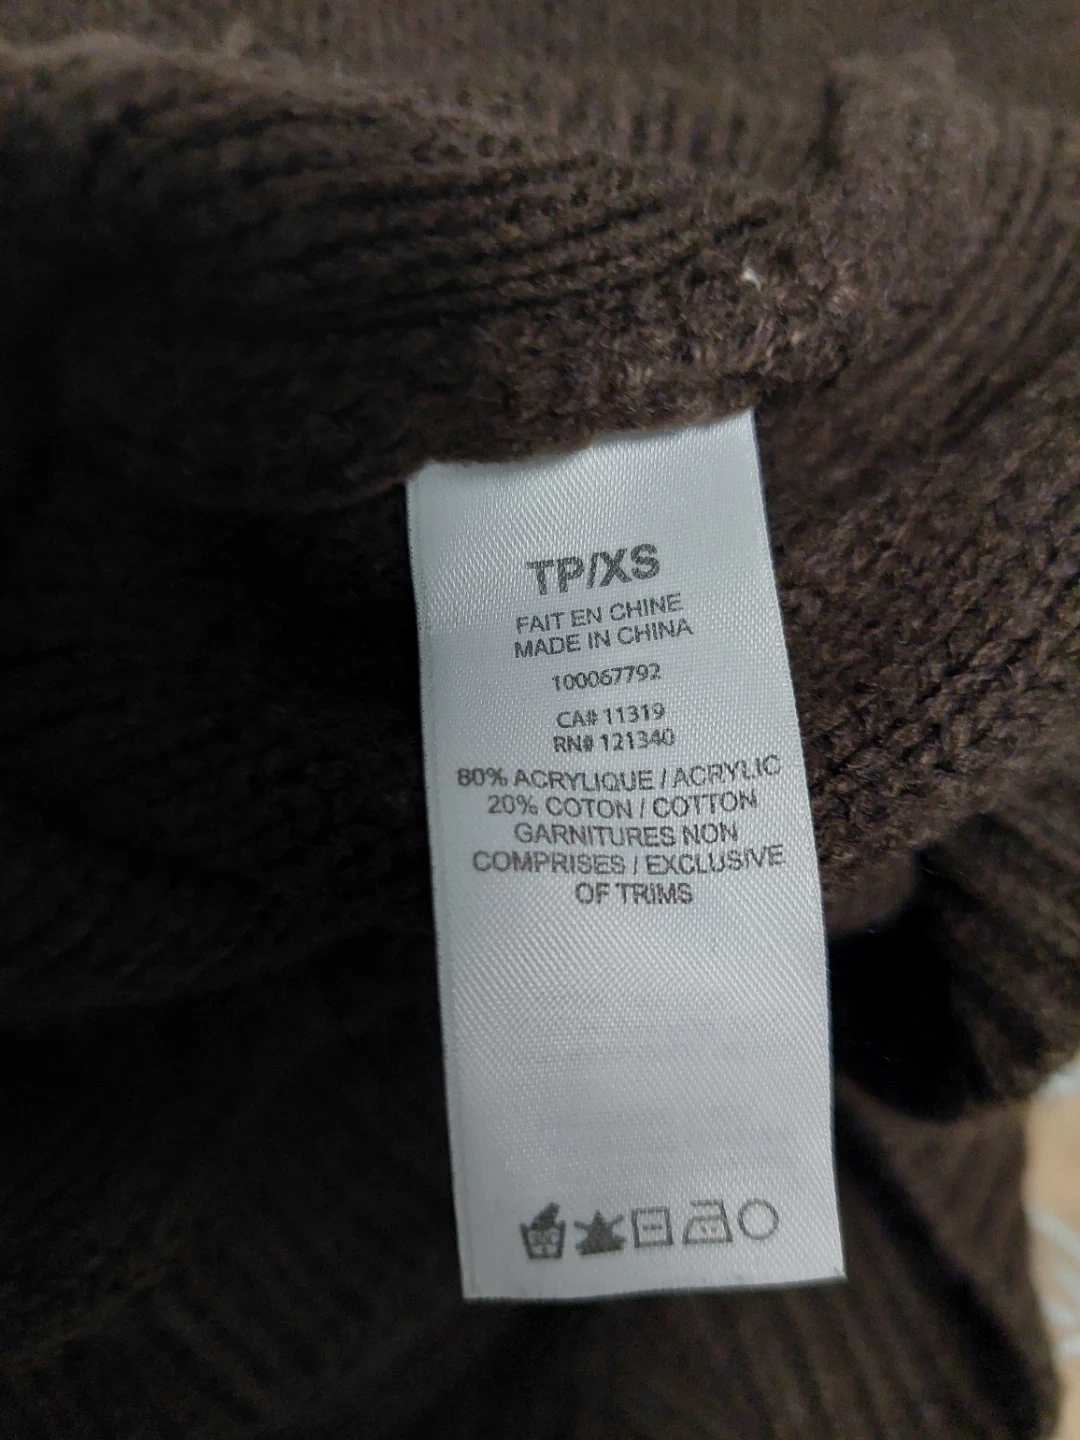 TP/XS
FAIT EN CHINE
MADE IN CHINA
100067792
CA# 11319
RN# 121340
80% ACRYLIQUE / ACRYLIC
20% COTON / COTTON
GARNITURES NON
COMPRISES / EXCLUSIVE
OF TRIMS